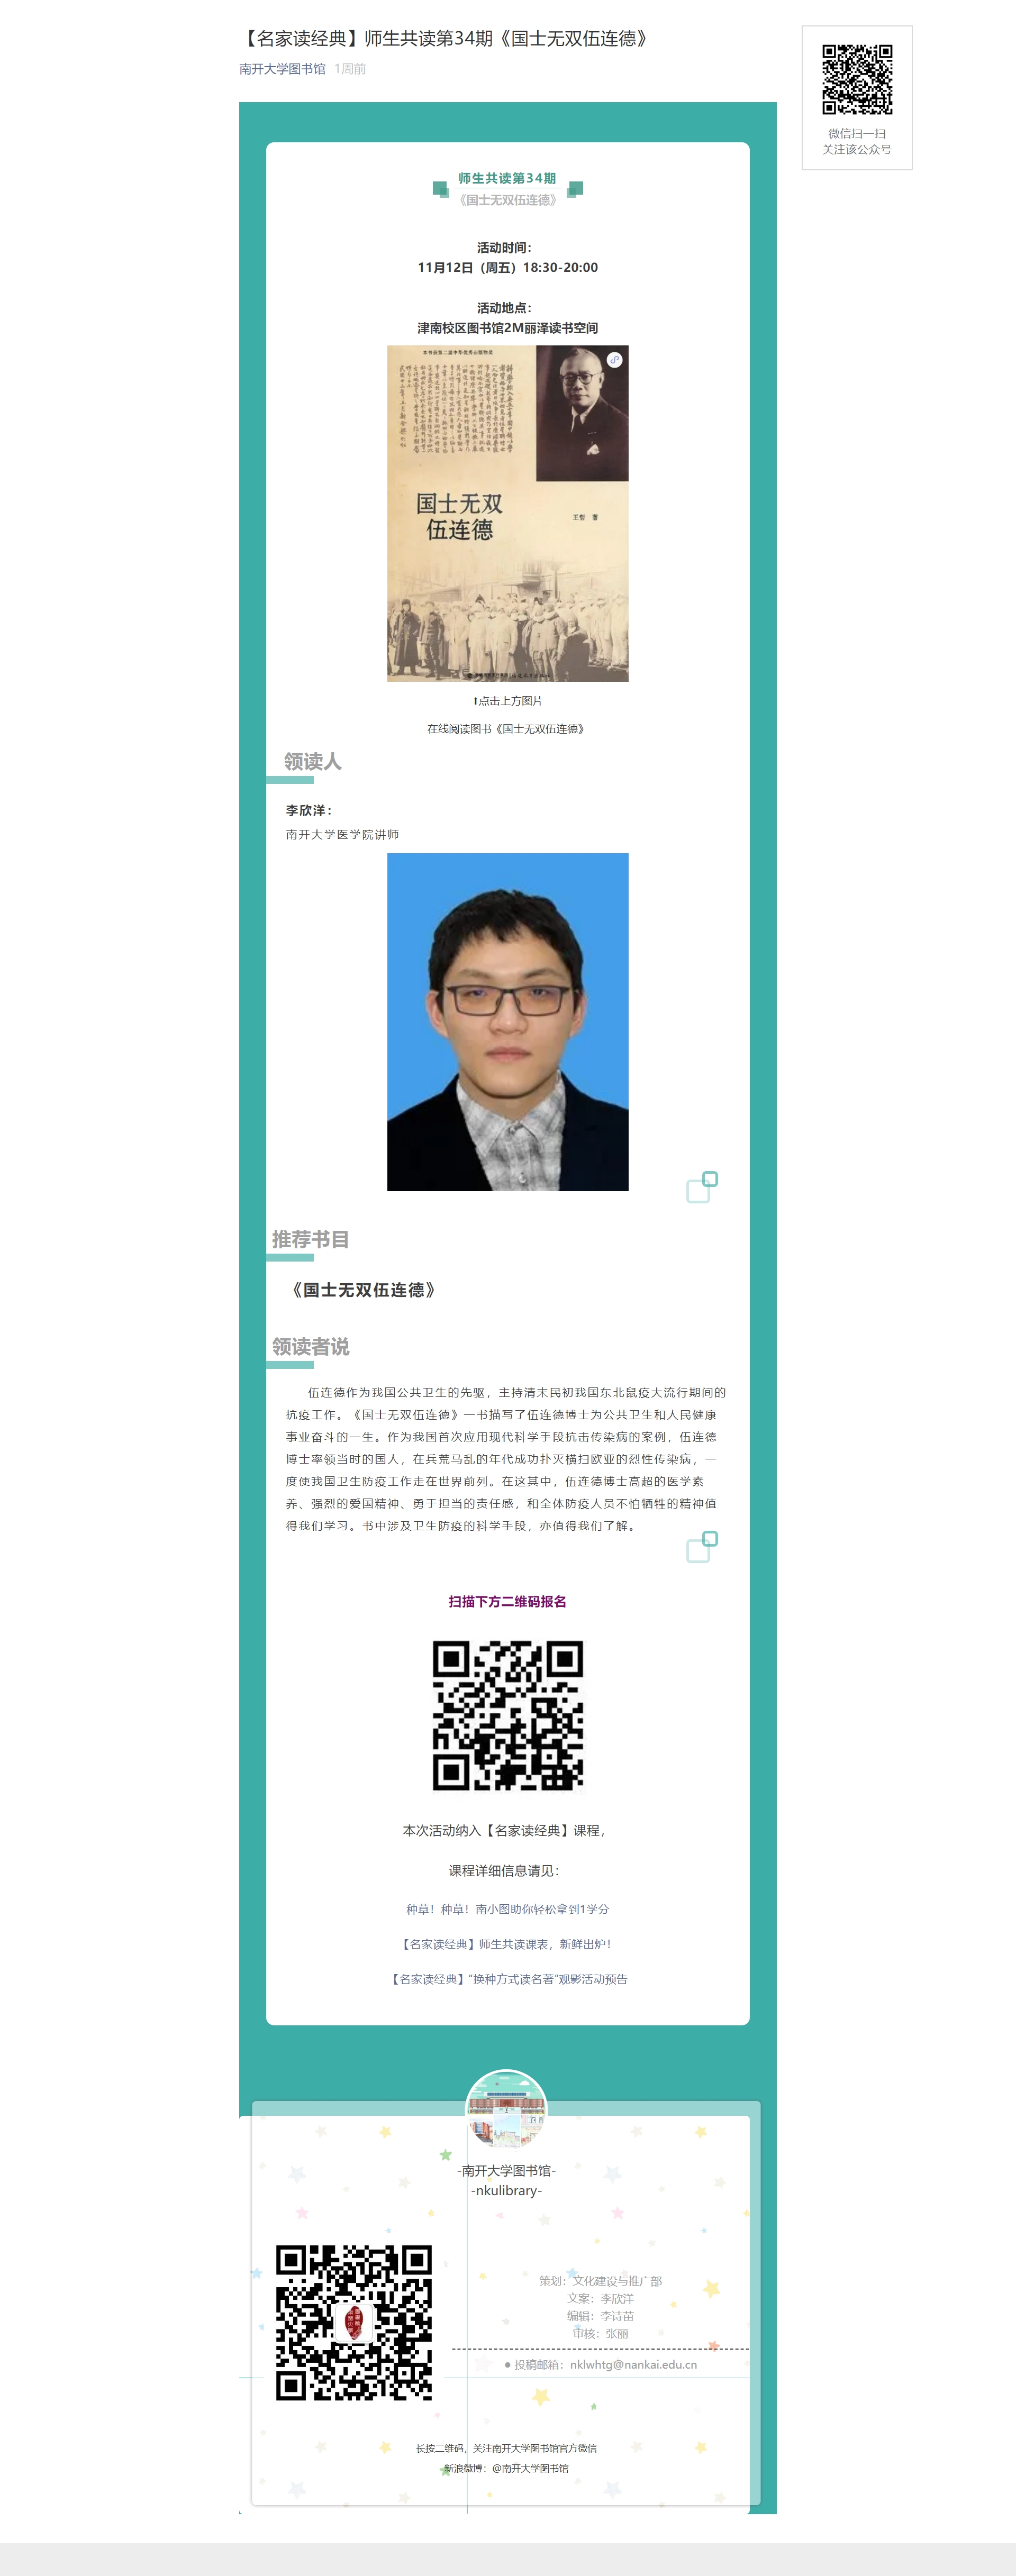 【名家读经典】师生共读第34期《国士无双伍连德》
南开大学图书馆 1周前
微信扫一扫
关注该公众号
师生共读第34期
《国士无双伍连德》
活动时间：
11月12日（周五）18:30-20:00
活动地点：
津南校区图书馆2M丽泽读书空间
本书获第二届中华优秀出版物奖
国士无双
伍连德
王哲 著
⬆点击上方图片
在线阅读图书《国士无双伍连德》
领读人
李欣洋：
南开大学医学院讲师
推荐书目
《国士无双伍连德》
领读者说
伍连德作为我国公共卫生的先驱，主持清末民初我国东北鼠疫大流行期间的
抗疫工作。《国士无双伍连德》一书描写了伍连德博士为公共卫生和人民健康
事业奋斗的一生。作为我国首次应用现代科学手段抗击传染病的案例，伍连德
博士率领当时的国人，在兵荒马乱的年代成功扑灭横扫欧亚的烈性传染病，一
度使我国卫生防疫工作走在世界前列。在这其中，伍连德博士高超的医学素
养、强烈的爱国精神、勇于担当的责任感，和全体防疫人员不怕牺牲的精神值
得我们学习。书中涉及卫生防疫的科学手段，亦值得我们了解。
扫描下方二维码报名
本次活动纳入【名家读经典】课程，
课程详细信息请见：
种草！种草！南小图助你轻松拿到1学分
【名家读经典】师生共读课表，新鲜出炉！
【名家读经典】“换种方式读名著”观影活动预告
-南开大学图书馆-
-nkulibrary-
策划：文化建设与推广部
文案：李欣洋
编辑：李诗苗
审核：张丽
● 投稿邮箱：nklwhtg@nankai.edu.cn
长按二维码，关注南开大学图书馆官方微信
新浪微博：@南开大学图书馆